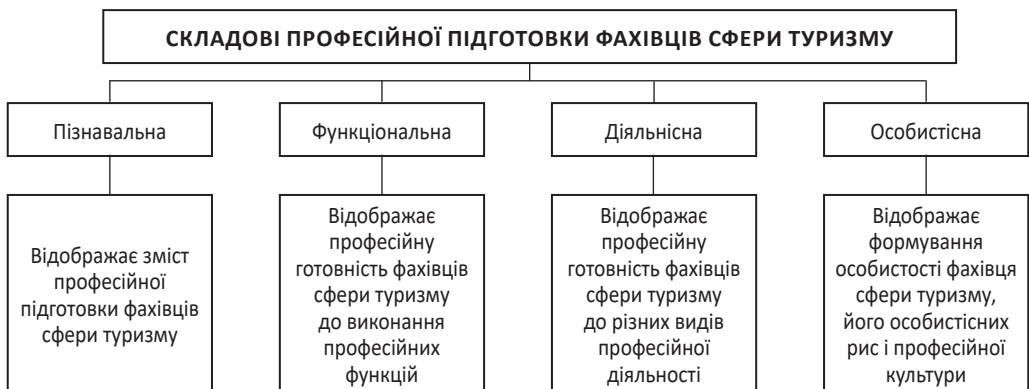 СКЛАДОВІ ПРОФЕСІЙНОЇ ПІДГОТОВКИ ФАХІВЦІВ СФЕРИ ТУРИЗМУ
Пізнавальна
Функціональна
Діяльнісна
Особистісна
Відображає зміст
професійної
підготовки фахівців
сфери туризму
Відображає
професійну
готовність фахівців
сфери туризму
до виконання
професійних
функцій
Відображає
професійну
готовність фахівців
сфери туризму
до різних видів
професійної
діяльності
Відображає
формування
особистості фахівця
сфери туризму,
його особистісних
рис і професійної
культури